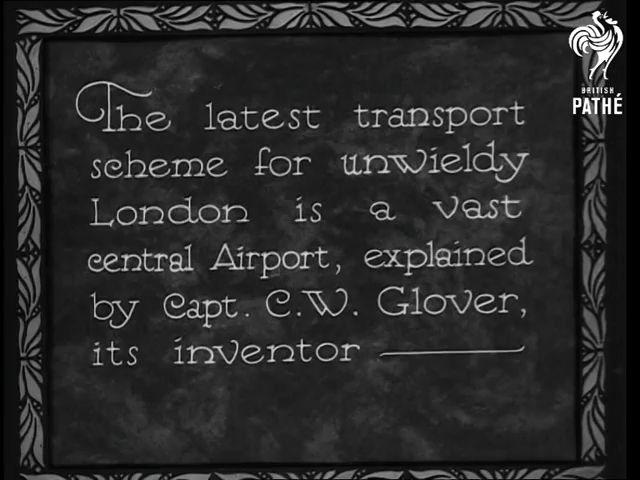 The latest transport
scheme for unwieldy
London is a vast
central Airport, explained
by Capt. C.W. Glover,
its inventor ———
BRITISH
PATHÉ